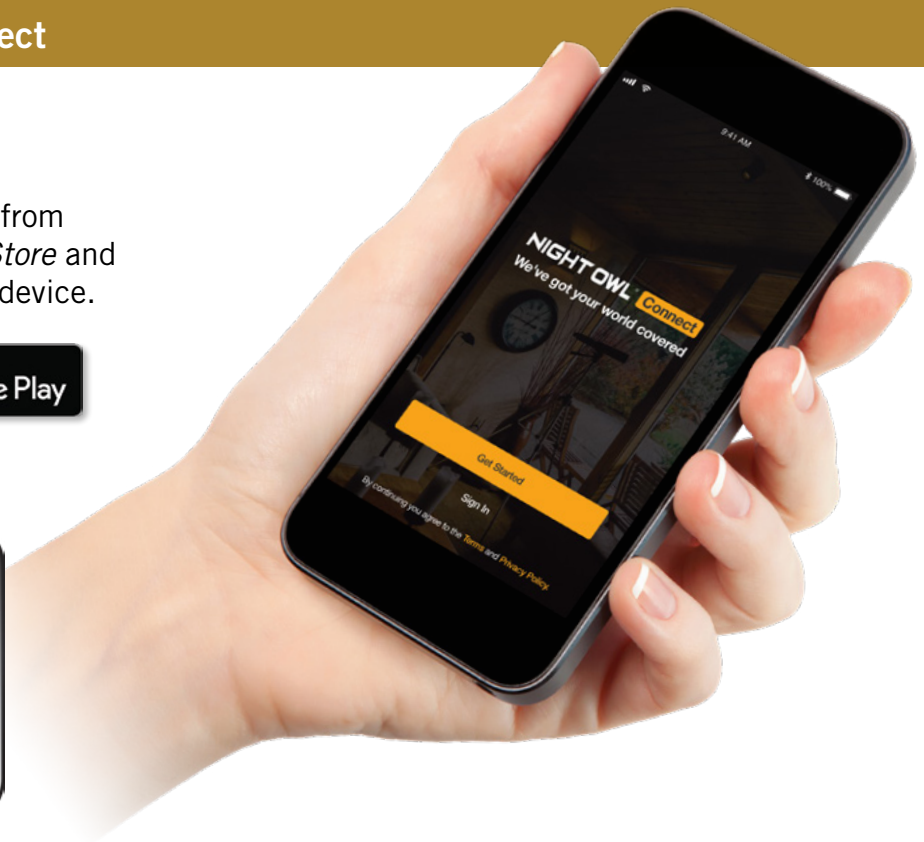 ect
from
Store and
device.
e Play
9:41 AM
100%
NIGHT OWL Connect
We've got your world covered
Get Started
Sign In
By continuing you agree to the Terms and Privacy Policy.